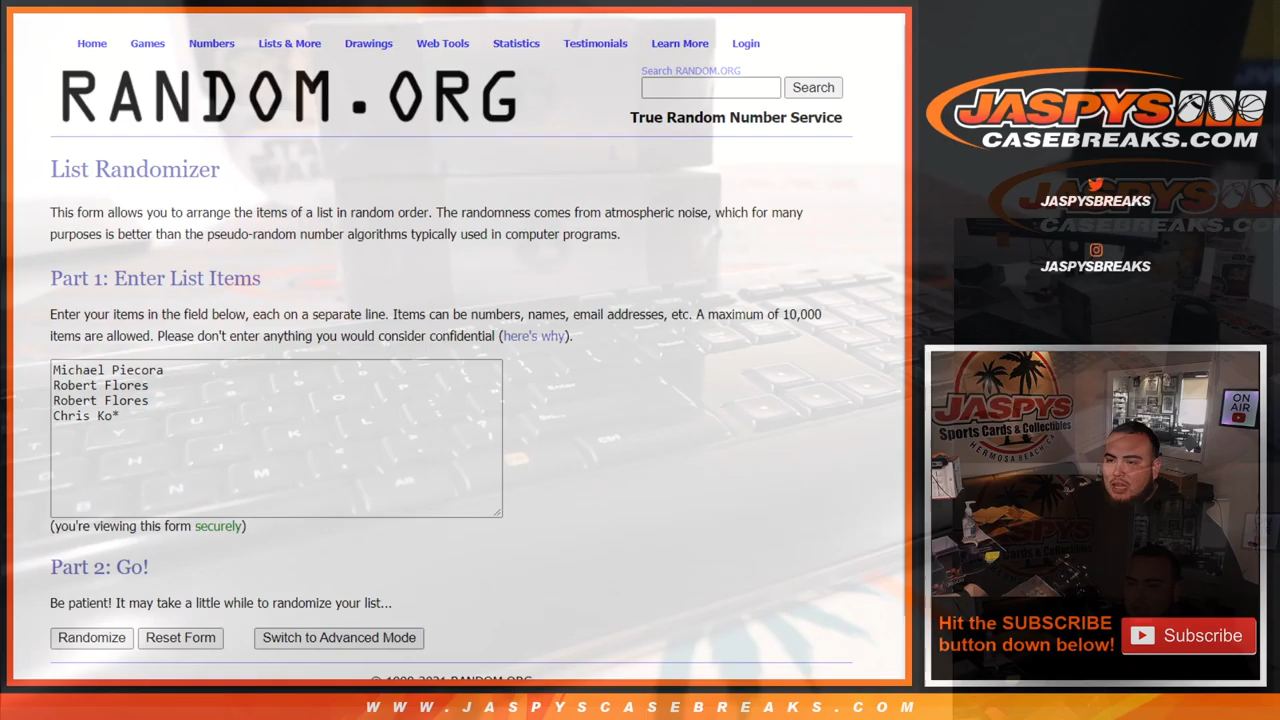 Home Games Numbers Lists & More Drawings Web Tools Statistics Testimonials Learn More Login
RANDOM.ORG
Search RANDOM.ORG
Search
True Random Number Service
List Randomizer
This form allows you to arrange the items of a list in random order. The randomness comes from atmospheric noise, which for many
purposes is better than the pseudo-random number algorithms typically used in computer programs.
Part 1: Enter List Items
Enter your items in the field below, each on a separate line. Items can be numbers, names, email addresses, etc. A maximum of 10,000
items are allowed. Please don't enter anything you would consider confidential (here's why).
Michael Piecora
Robert Flores
Robert Flores
Chris Ko*
(you're viewing this form securely)
Part 2: Go!
Be patient! It may take a little while to randomize your list...
Randomize Reset Form Switch to Advanced Mode
© 1998-2021 RANDOM.ORG
JASPYS
CASEBREAKS.COM
JASPYSBREAKS
JASPYSBREAKS
JASPYS
Sports Cards & Collectibles
HERMOSA BEACH, CA
ON
AIR
Hit the SUBSCRIBE
button down below!
Subscribe
WWW.JASPYSCASEBREAKS.COM